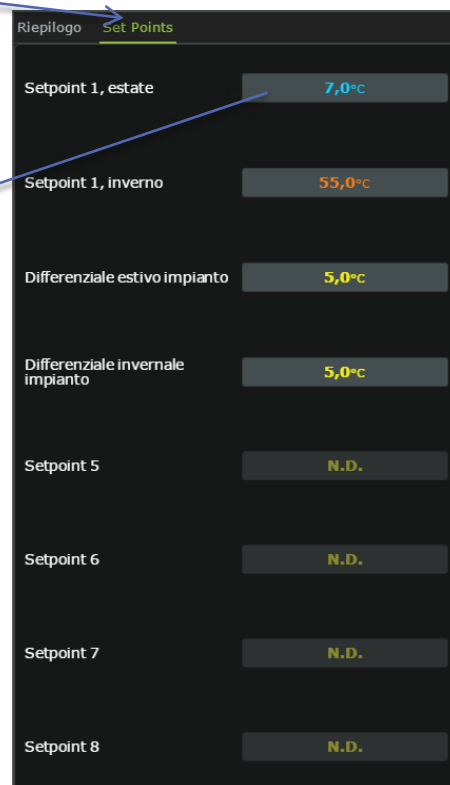 Riepilogo Set Points
Setpoint 1, estate 7,0°C
Setpoint 1, inverno 55,0°C
Differenziale estivo impianto 5,0°C
Differenziale invernale
impianto 5,0°C
Setpoint 5 N.D.
Setpoint 6 N.D.
Setpoint 7 N.D.
Setpoint 8 N.D.